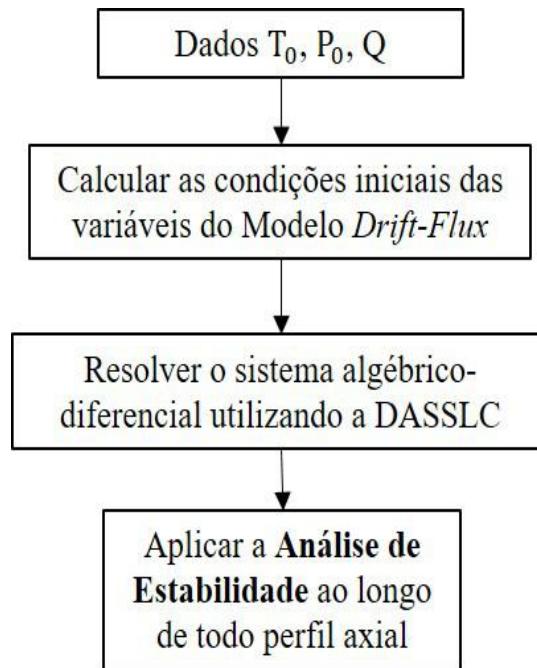 Dados T₀, P₀, Q
Calcular as condições iniciais das
variáveis do Modelo Drift-Flux
Resolver o sistema algébrico-
diferencial utilizando a DASSLC
Aplicar a Análise de
Estabilidade ao longo
de todo perfil axial